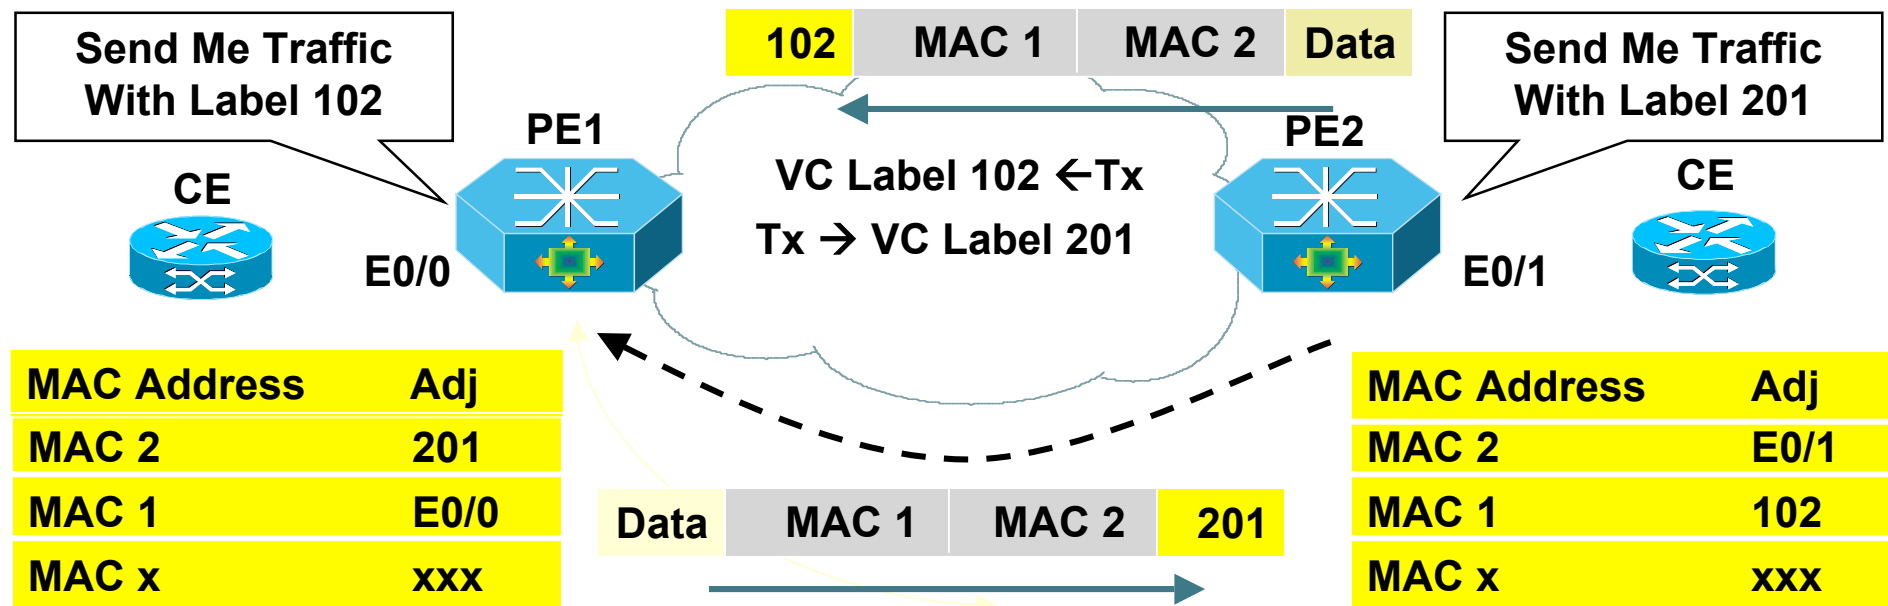 Send Me Traffic
With Label 102
102 MAC 1 MAC 2 Data
Send Me Traffic
With Label 201
PE1
PE2
CE
CE
VC Label 102 ←Tx
Tx → VC Label 201
E0/0
E0/1
MAC Address Adj
MAC 2 201
MAC 1 E0/0
MAC x xxx
Data MAC 1 MAC 2 201
MAC Address Adj
MAC 2 E0/1
MAC 1 102
MAC x xxx